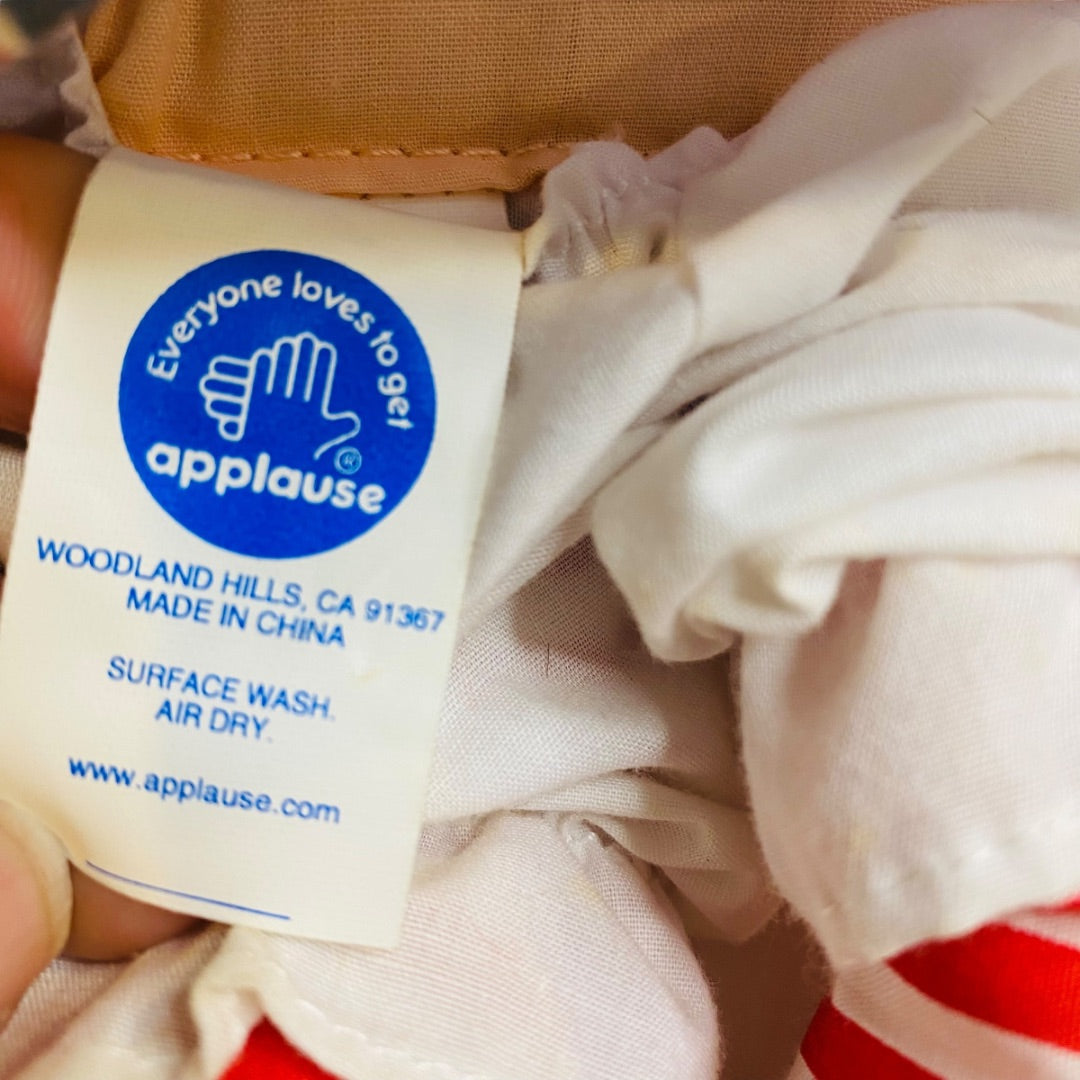 Everyone loves to get
applause®
WOODLAND HILLS, CA 91367
MADE IN CHINA
SURFACE WASH.
AIR DRY.
www.applause.com